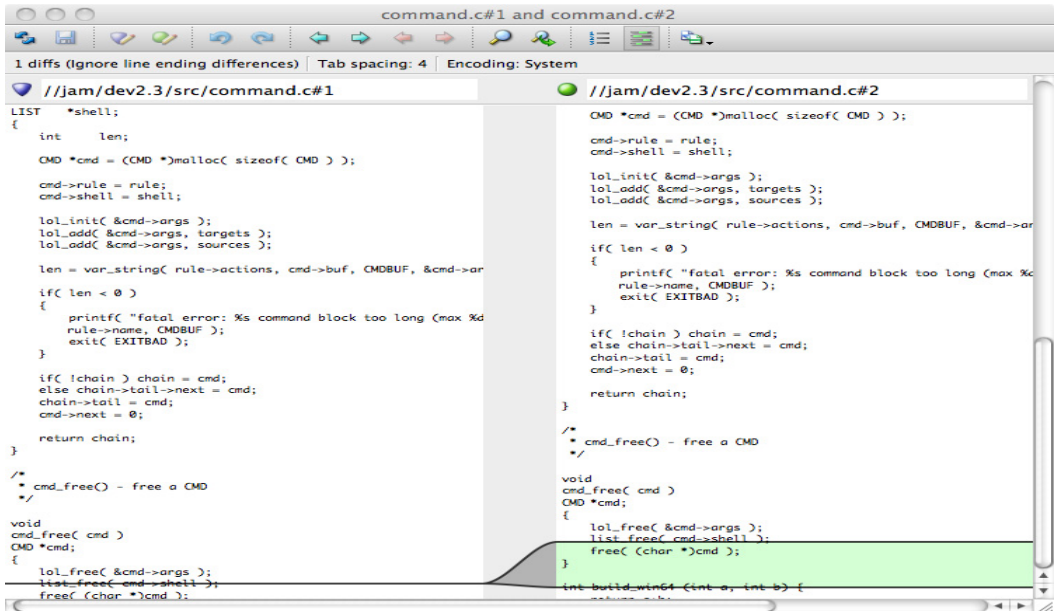 command.c#1 and command.c#2
1 diffs (Ignore line ending differences) Tab spacing: 4 Encoding: System
//jam/dev2.3/src/command.c#1
LIST *shell;
{
int len;
CMD *cmd = (CMD *)malloc( sizeof( CMD ) );
cmd->rule = rule;
cmd->shell = shell;
lol_init( &cmd->args );
lol_add( &cmd->args, targets );
lol_add( &cmd->args, sources );
len = var_string( rule->actions, cmd->buf, CMDBUF, &cmd->ar
if( len < 0 )
{
printf( "fatal error: %s command block too long (max %d
rule->name, CMDBUF );
exit( EXITBAD );
}
if( !chain ) chain = cmd;
else chain->tail->next = cmd;
chain->tail = cmd;
cmd->next = 0;
return chain;
}
/*
* cmd_free() - free a CMD
*/
void
cmd_free( cmd )
CMD *cmd;
{
lol_free( &cmd->args );
list_free( cmd->shell );
free( (char *)cmd );
//jam/dev2.3/src/command.c#2
CMD *cmd = (CMD *)malloc( sizeof( CMD ) );
cmd->rule = rule;
cmd->shell = shell;
lol_init( &cmd->args );
lol_add( &cmd->args, targets );
lol_add( &cmd->args, sources );
len = var_string( rule->actions, cmd->buf, CMDBUF, &cmd->ar
if( len < 0 )
{
printf( "fatal error: %s command block too long (max %d
rule->name, CMDBUF );
exit( EXITBAD );
}
if( !chain ) chain = cmd;
else chain->tail->next = cmd;
chain->tail = cmd;
cmd->next = 0;
return chain;
}
/*
* cmd_free() - free a CMD
*/
void
cmd_free( cmd )
CMD *cmd;
{
lol_free( &cmd->args );
list_free( cmd->shell );
free( (char *)cmd );
}
int build_win64 (int a, int b) {